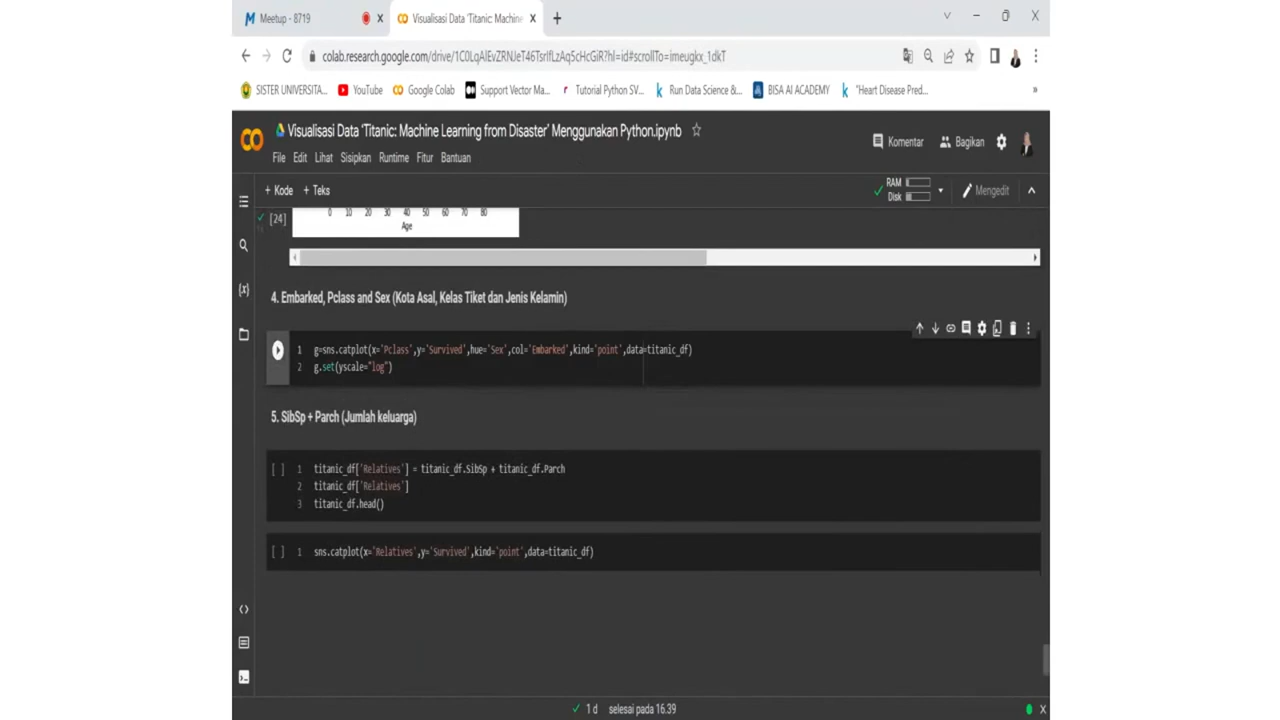 Meetup - 8719
Visualisasi Data 'Titanic: Machine
colab.research.google.com/drive/
SISTER UNIVERSITA...
YouTube
Google Colab
Support Vector Ma...
Tutorial Python SV...
Run Data Science &...
BISA AI ACADEMY
"Heart Disease Pred...
»
Visualisasi Data 'Titanic: Machine Learning from Disaster' Menggunakan Python.ipynb
Komentar
Bagikan
File Edit Lihat Sisipkan Runtime Fitur Bantuan
+ Kode + Teks
RAM
Disk
Mengedit
[24]
0 10 20 30 40 50 60 70 80
Age
4. Embarked, Pclass and Sex (Kota Asal, Kelas Tiket dan Jenis Kelamin)
1 g=sns.catplot(x='Pclass',y='Survived',hue='Sex',col='Embarked',kind='point',data=titanic_df)
2 g.set(yscale="log")
5. SibSp + Parch (Jumlah keluarga)
[ ] 1 titanic_df['Relatives'] = titanic_df.SibSp + titanic_df.Parch
2 titanic_df['Relatives']
3 titanic_df.head()
[ ] 1 sns.catplot(x='Relatives',y='Survived',kind='point',data=titanic_df)
1 d selesai pada 16.39